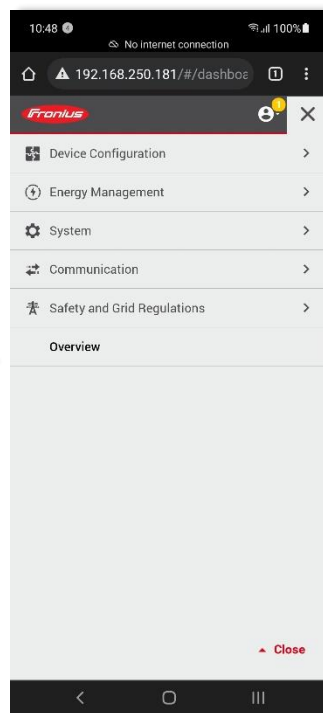 10:48
100%
No internet connection
192.168.250.181/#/dashboa
1
Fronius
1
Device Configuration
Energy Management
System
Communication
Safety and Grid Regulations
Overview
Close